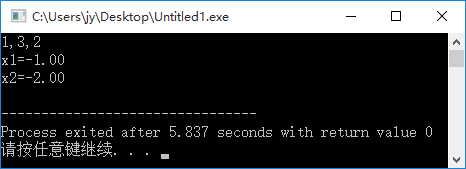 C:\Users\jy\Desktop\Untitled1.exe
1,3,2
x1=-1.00
x2=-2.00
--------------------------------
Process exited after 5.837 seconds with return value 0
请按任意键继续. . .